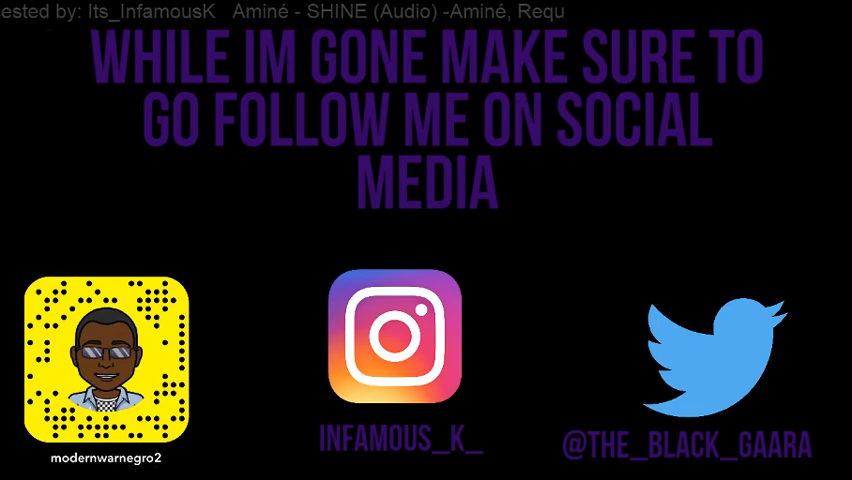 ested by: Its_InfamousK   Aminé - SHINE (Audio) -Aminé, Requ
WHILE IM GONE MAKE SURE TO
GO FOLLOW ME ON SOCIAL
MEDIA
modernwarnegro2
INFAMOUS_K_
@THE_BLACK_GAARA